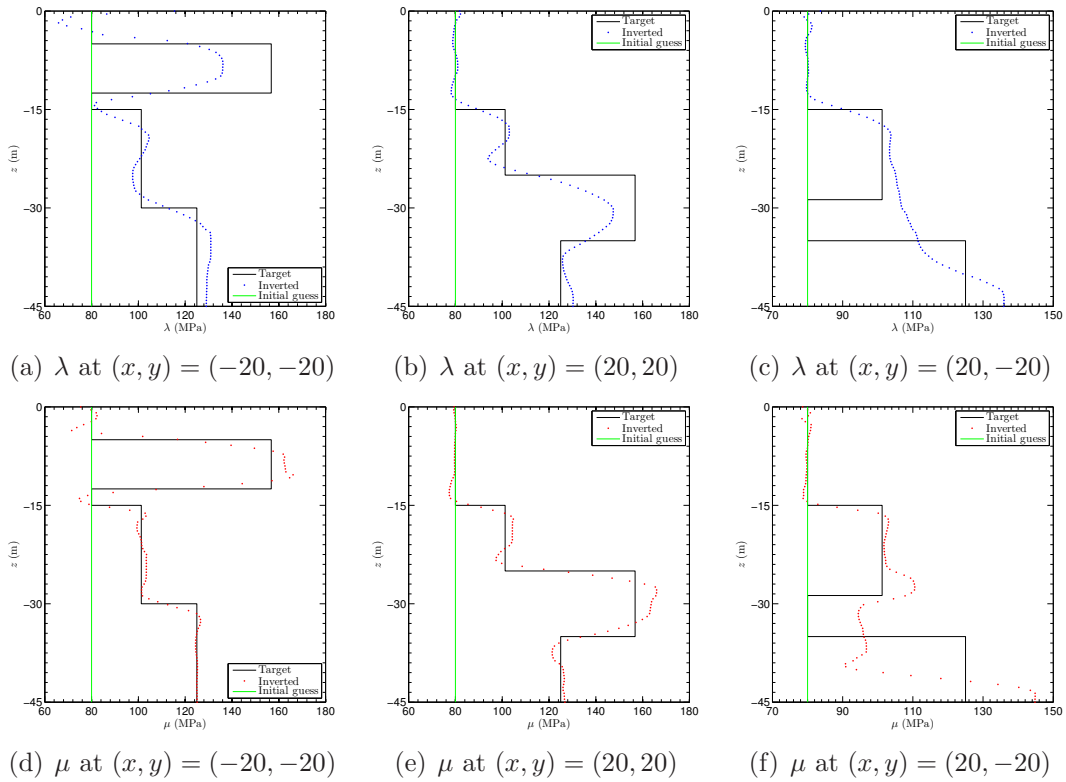 0
−15
−30
−45
z (m)
60 80 100 120 140 160 180
λ (MPa)
Target
Inverted
Initial guess
(a) λ at (x, y) = (−20, −20)
0
−15
−30
−45
z (m)
60 80 100 120 140 160 180
λ (MPa)
Target
Inverted
Initial guess
(b) λ at (x, y) = (20, 20)
0
−15
−30
−45
z (m)
70 90 110 130 150
λ (MPa)
Target
Inverted
Initial guess
(c) λ at (x, y) = (20, −20)
0
−15
−30
−45
z (m)
60 80 100 120 140 160 180
μ (MPa)
Target
Inverted
Initial guess
(d) μ at (x, y) = (−20, −20)
0
−15
−30
−45
z (m)
60 80 100 120 140 160 180
μ (MPa)
Target
Inverted
Initial guess
(e) μ at (x, y) = (20, 20)
0
−15
−30
−45
z (m)
70 90 110 130 150
μ (MPa)
Target
Inverted
Initial guess
(f) μ at (x, y) = (20, −20)